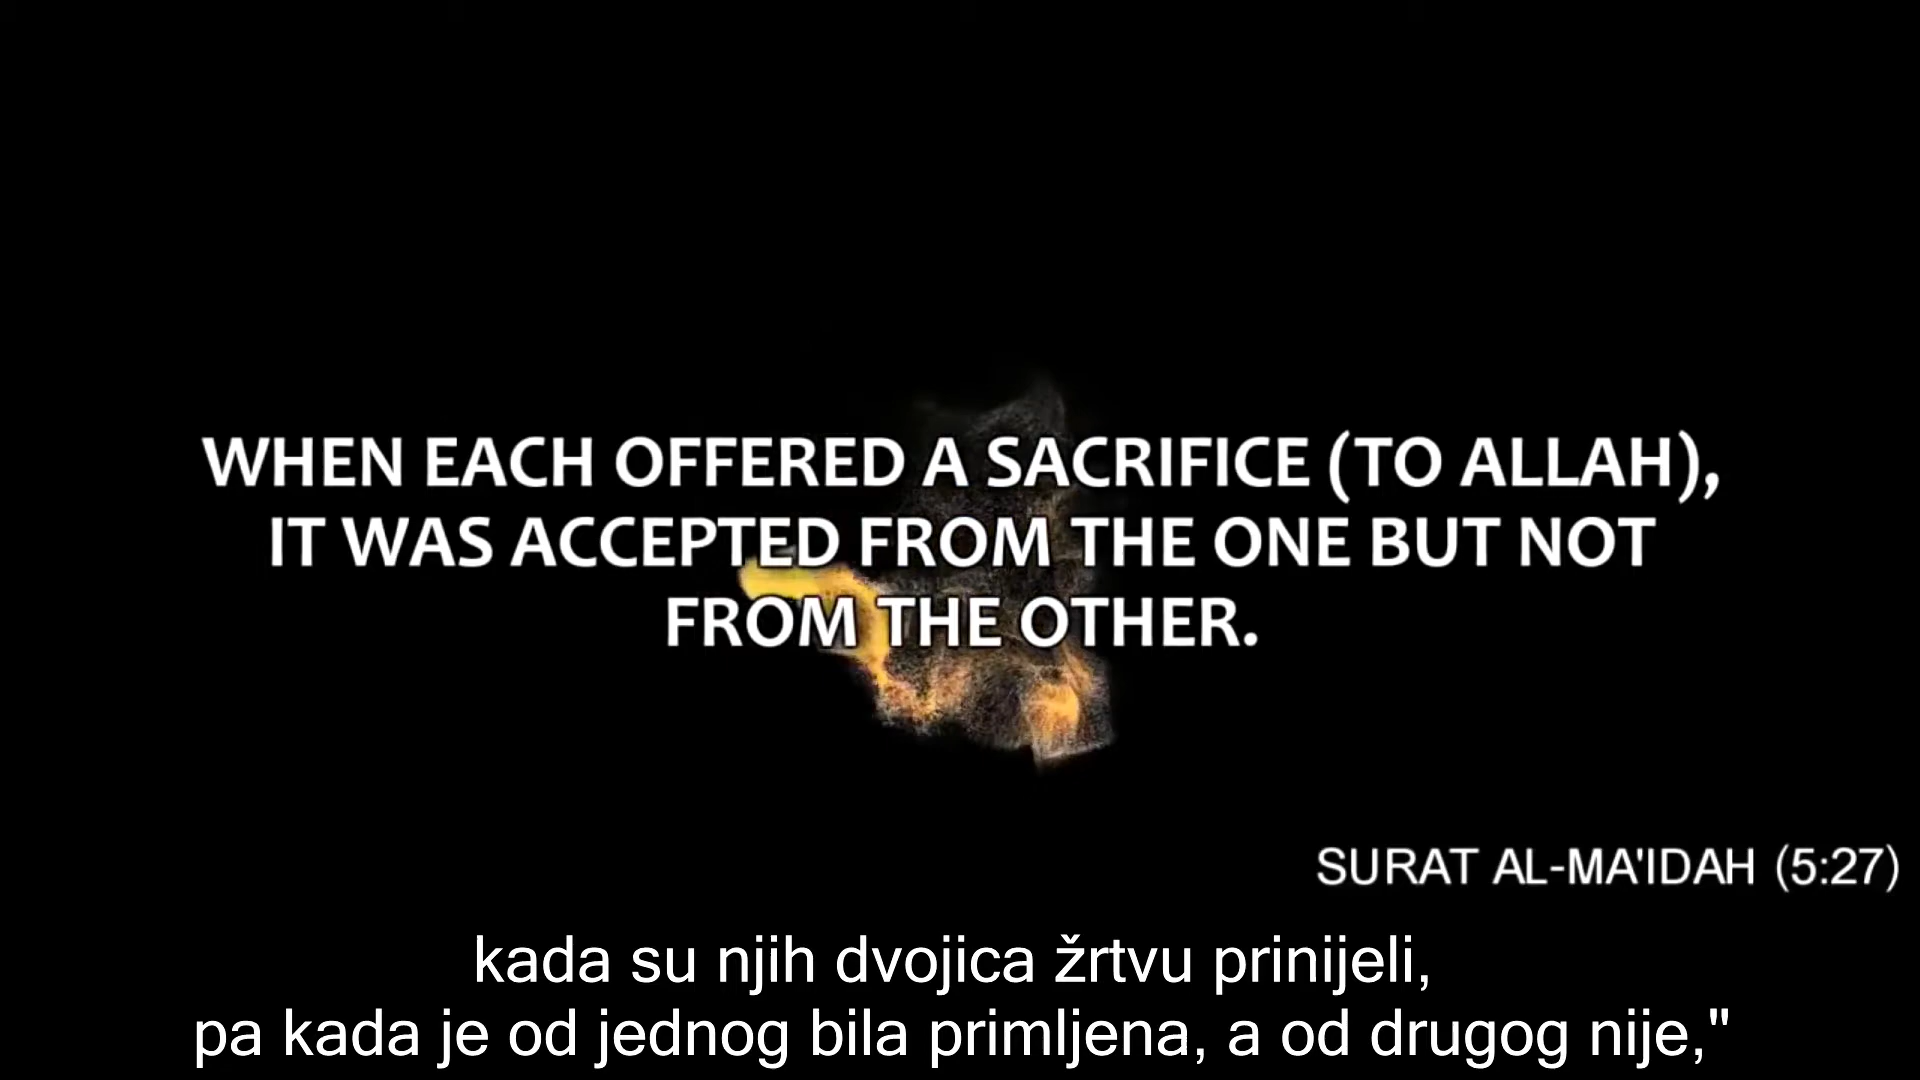 WHEN EACH OFFERED A SACRIFICE (TO ALLAH),
IT WAS ACCEPTED FROM THE ONE BUT NOT
FROM THE OTHER.
SURAT AL-MA'IDAH (5:27)
kada su njih dvojica žrtvu prinijeli,
pa kada je od jednog bila primljena, a od drugog nije,"